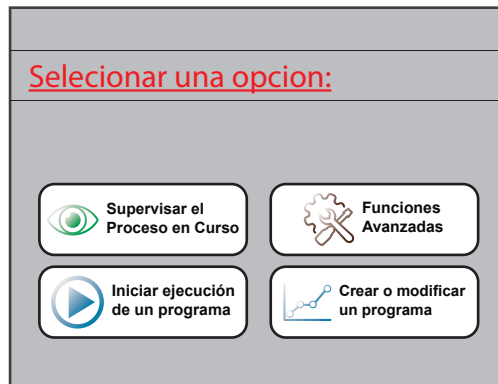 Selecionar una opcion:
Supervisar el
Proceso en Curso
Funciones
Avanzadas
Iniciar ejecución
de un programa
Crear o modificar
un programa